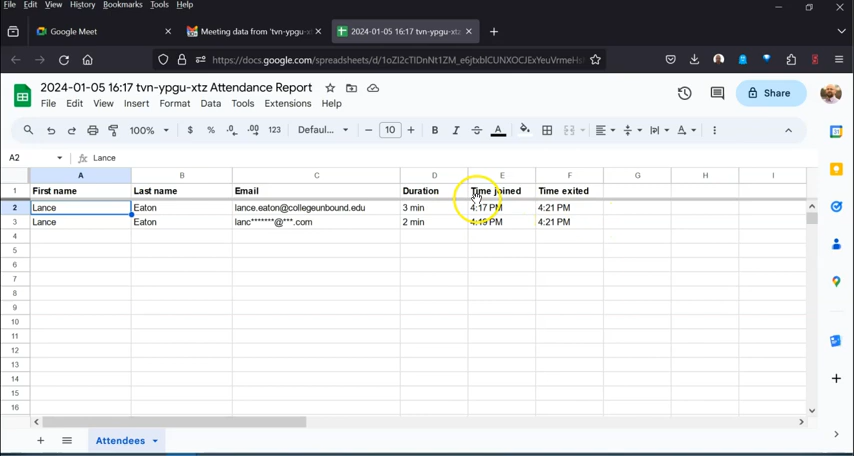 File Edit View History Bookmarks Tools Help
Google Meet
Meeting data from 'tvn-ypgu-x
2024-01-05 16:17 tvn-ypgu-xtz
https://docs.google.com/spreadsheets/d/
2024-01-05 16:17 tvn-ypgu-xtz Attendance Report
Share
File Edit View Insert Format Data Tools Extensions Help
100% $ % .0 .00 123 Defaul... 10 B I A
A2 fx Lance
A B C D E F G H I
1 First name Last name Email Duration Time joined Time exited
2 Lance Eaton lance.eaton@collegeunbound.edu 3 min 4:17 PM 4:21 PM
3 Lance Eaton lanc*******@***.com 2 min 4:19 PM 4:21 PM
4
5
6
7
8
9
10
11
12
13
14
15
16
Attendees